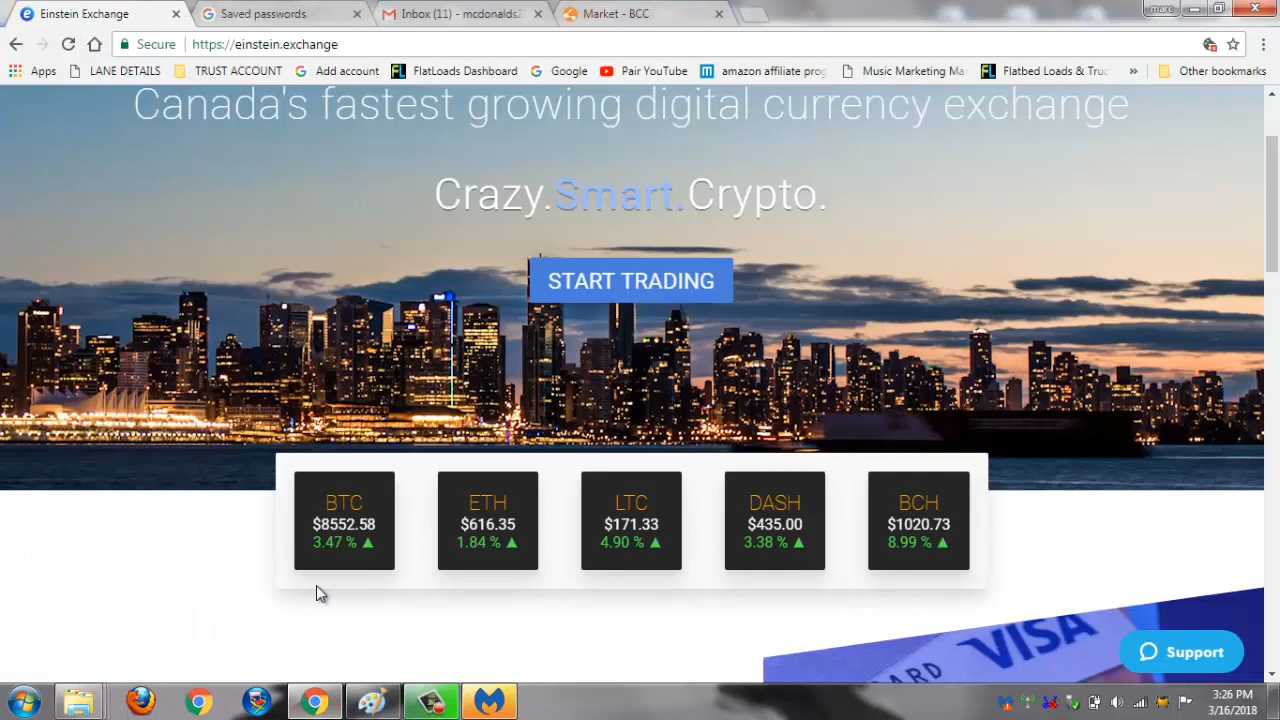 Einstein Exchange
Saved passwords
Inbox (11) - mcdonalds2
Market - BCC
marc
Secure
https://einstein.exchange
Apps
LANE DETAILS
TRUST ACCOUNT
Add account
FlatLoads Dashboard
Google
Pair YouTube
amazon affiliate prog
Music Marketing Ma
Flatbed Loads & Truc
»
Other bookmarks
Canada's fastest growing digital currency exchange
Crazy.Smart.Crypto.
START TRADING
BTC
$8552.58
3.47 % ▲
ETH
$616.35
1.84 % ▲
LTC
$171.33
4.90 % ▲
DASH
$435.00
3.38 % ▲
BCH
$1020.73
8.99 % ▲
VISA
ARD
Support
3:26 PM
3/16/2018